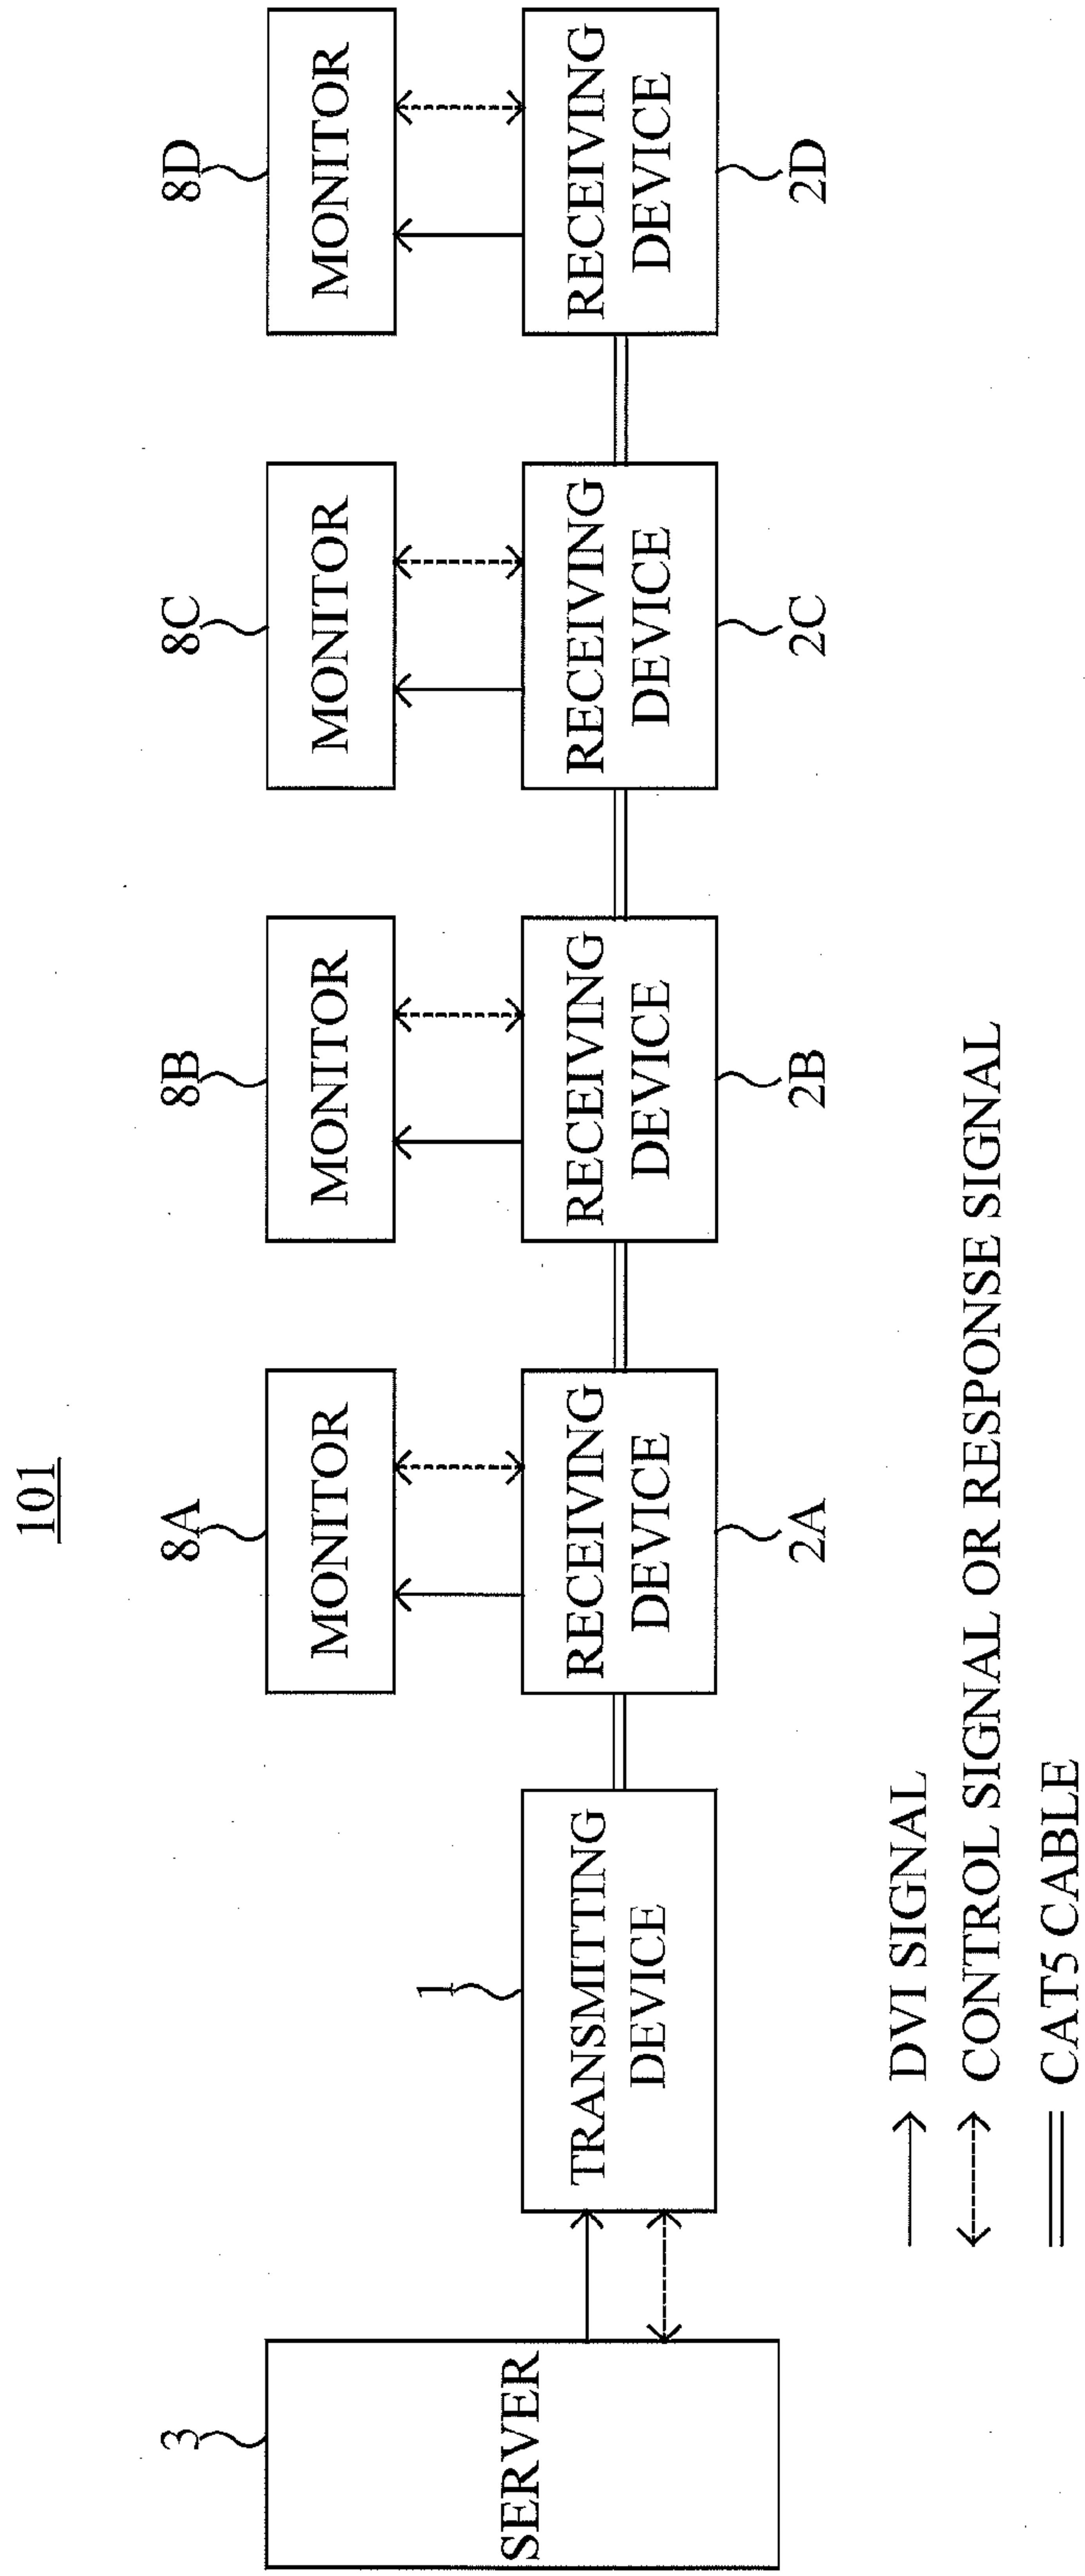 101
3
SERVER
1
TRANSMITTING
DEVICE
8A
MONITOR
RECEIVING
DEVICE
2A
8B
MONITOR
RECEIVING
DEVICE
2B
8C
MONITOR
RECEIVING
DEVICE
2C
8D
MONITOR
RECEIVING
DEVICE
2D
DVI SIGNAL
CONTROL SIGNAL OR RESPONSE SIGNAL
CAT5 CABLE